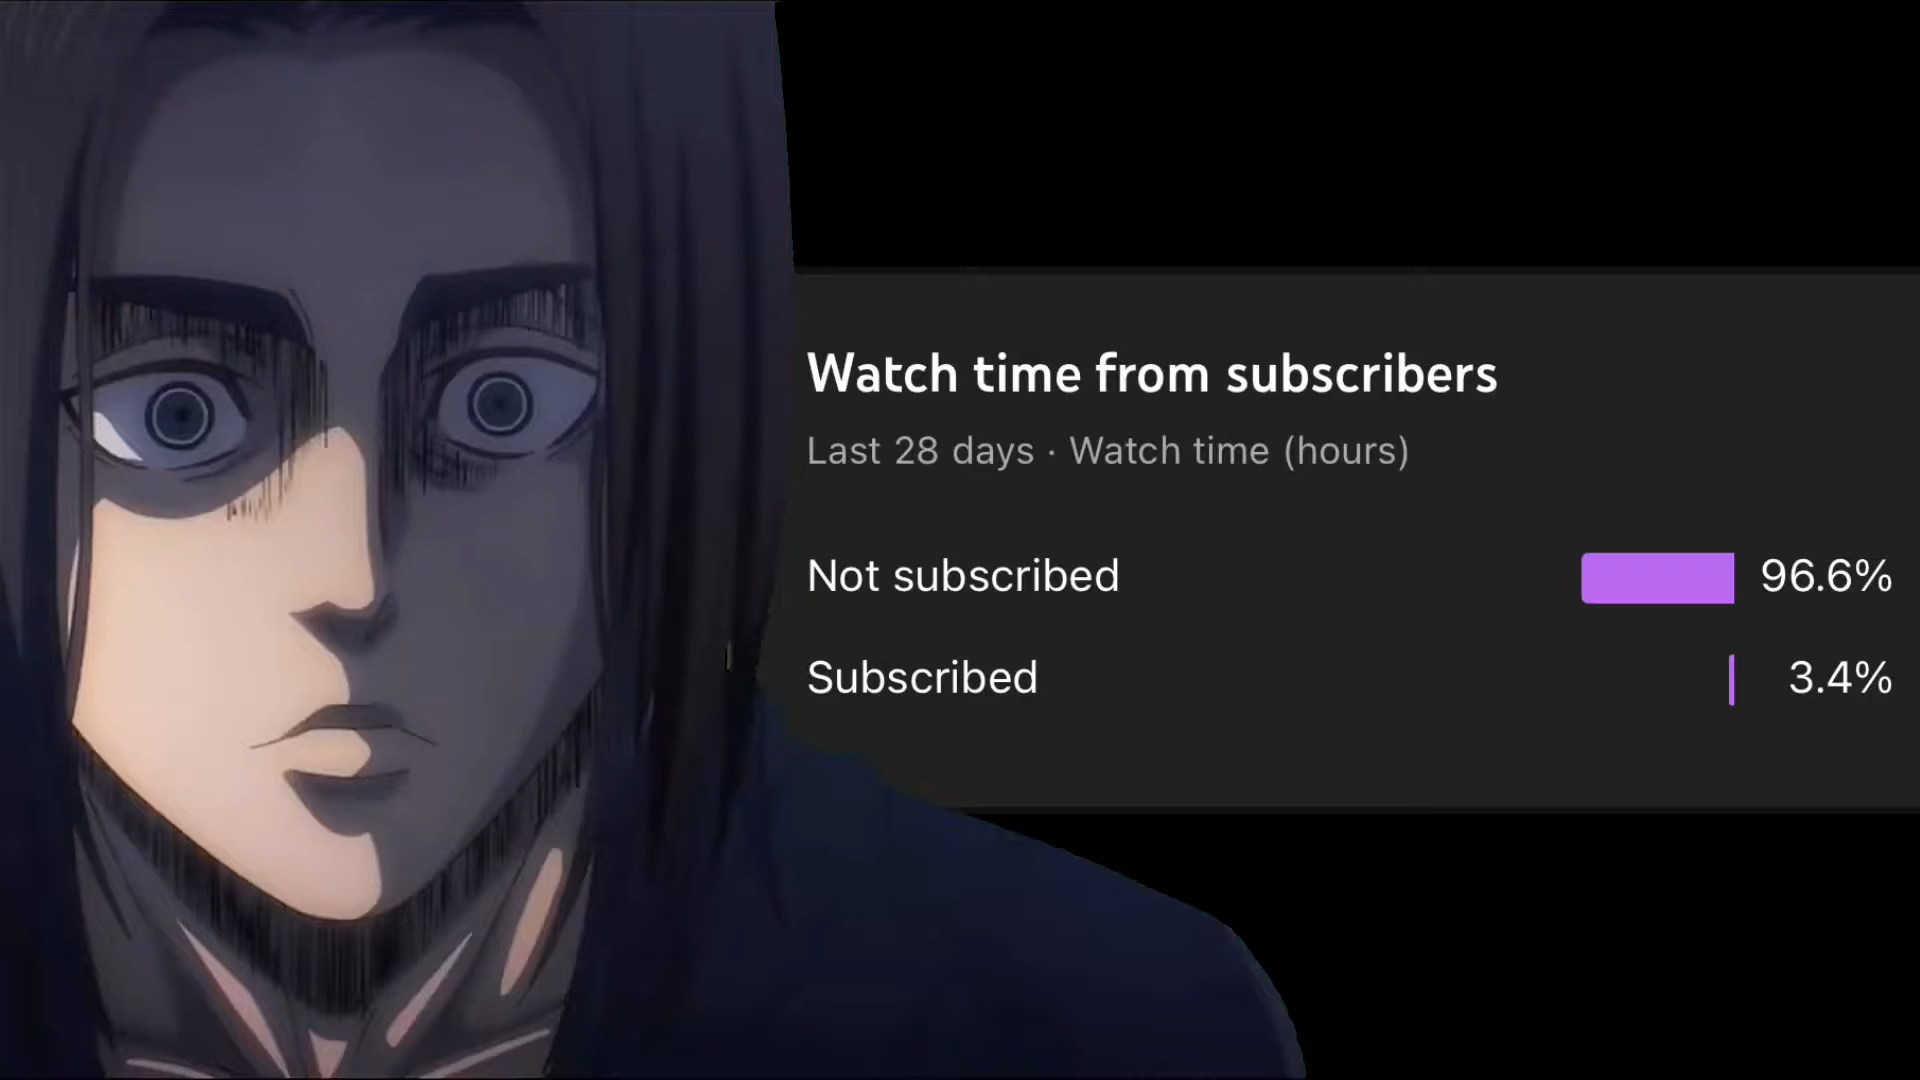 Watch time from subscribers
Last 28 days · Watch time (hours)
Not subscribed 96.6%
Subscribed 3.4%